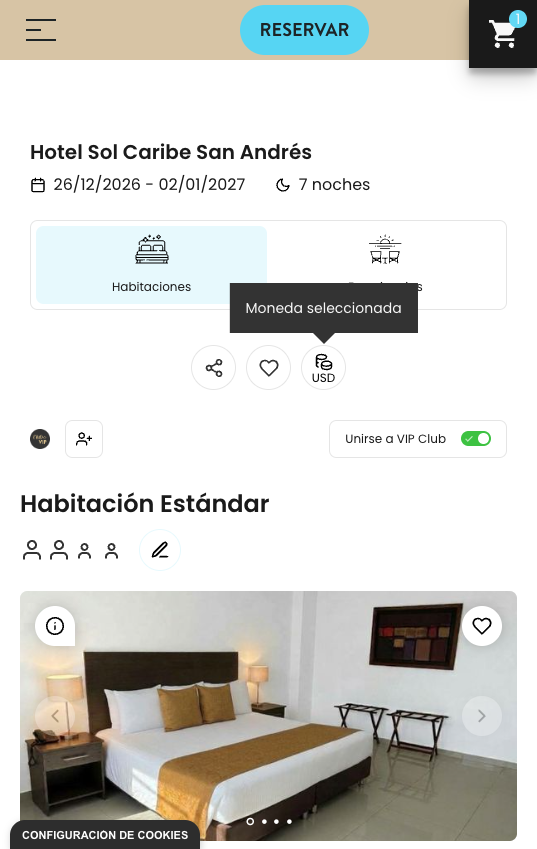 RESERVAR
1
Hotel Sol Caribe San Andrés
26/12/2026 - 02/01/2027
7 noches
Habitaciones
Moneda seleccionada
USD
Unirse a VIP Club
Habitación Estándar
CONFIGURACIÓN DE COOKIES